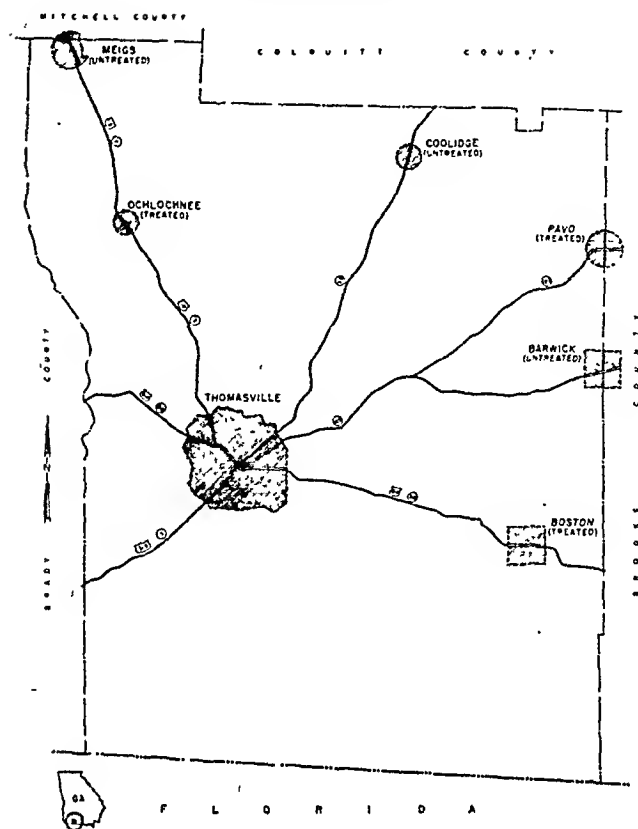 MITCHELL COUNTY
MEIGS
(UNTREATED)
COLQUITT COUNTY
COOLIDGE
(UNTREATED)
OCHLOCKNEE
(TREATED)
PAVO
(TREATED)
BARWICK
(UNTREATED)
THOMASVILLE
BOSTON
(TREATED)
GRADY COUNTY
N
BROOKS COUNTY
GA
FLORIDA